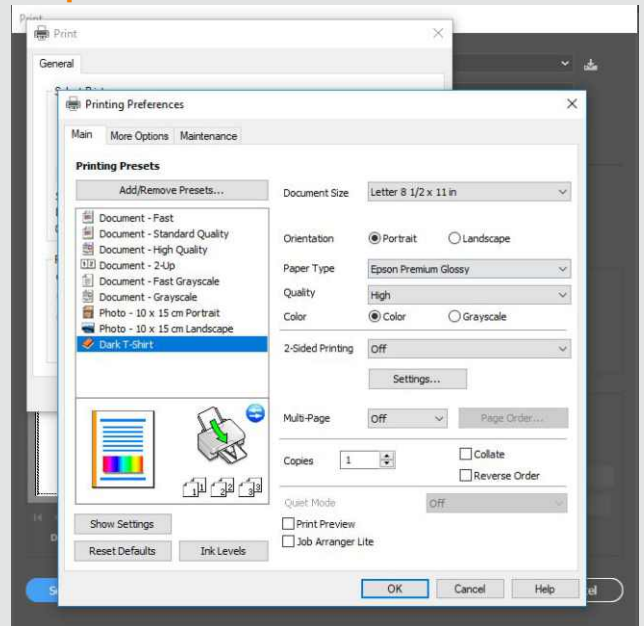 Print
Print
General
Printing Preferences
Main More Options Maintenance
Printing Presets
Add/Remove Presets...
Document - Fast
Document - Standard Quality
Document - High Quality
Document - 2-Up
Document - Fast Grayscale
Document - Grayscale
Photo - 10 x 15 cm Portrait
Photo - 10 x 15 cm Landscape
Dark T-Shirt
Show Settings
Reset Defaults Ink Levels
Document Size Letter 8 1/2 x 11 in
Orientation Portrait Landscape
Paper Type Epson Premium Glossy
Quality High
Color Color Grayscale
2-Sided Printing Off
Settings...
Multi-Page Off Page Order...
Copies 1 Collate
Reverse Order
Quiet Mode Off
Print Preview
Job Arranger Lite
OK Cancel Help